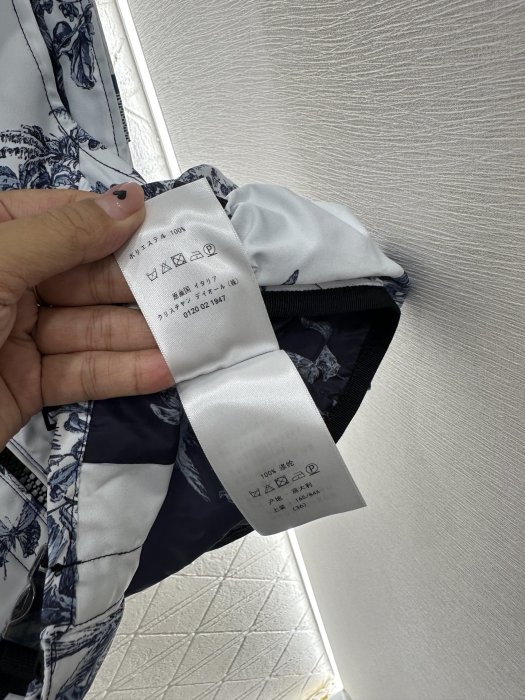 ポリエステル 100%
原産国 イタリア
クリスチャン ディオール (株)
0120 02 1947
100% 涤纶
产地 意大利
上装 160/84A
(36)